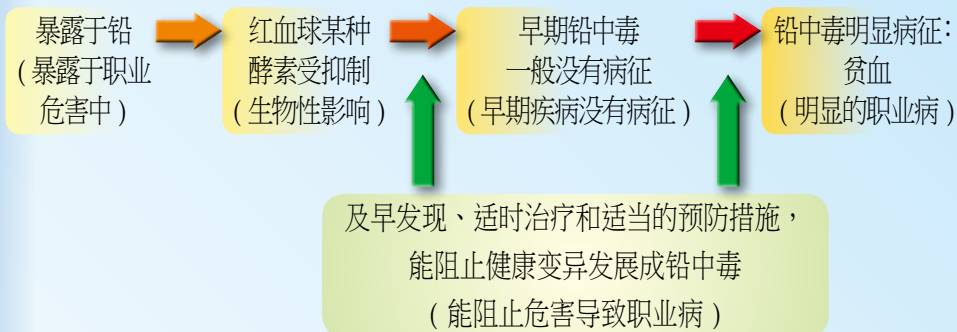 暴露于铅
(暴露于职业
危害中)
红血球某种
酵素受抑制
(生物性影响)
早期铅中毒
一般没有病征
(早期疾病没有病征)
铅中毒明显病征：
贫血
(明显的职业病)
及早发现、适时治疗和适当的预防措施，
能阻止健康变异发展成铅中毒
(能阻止危害导致职业病)